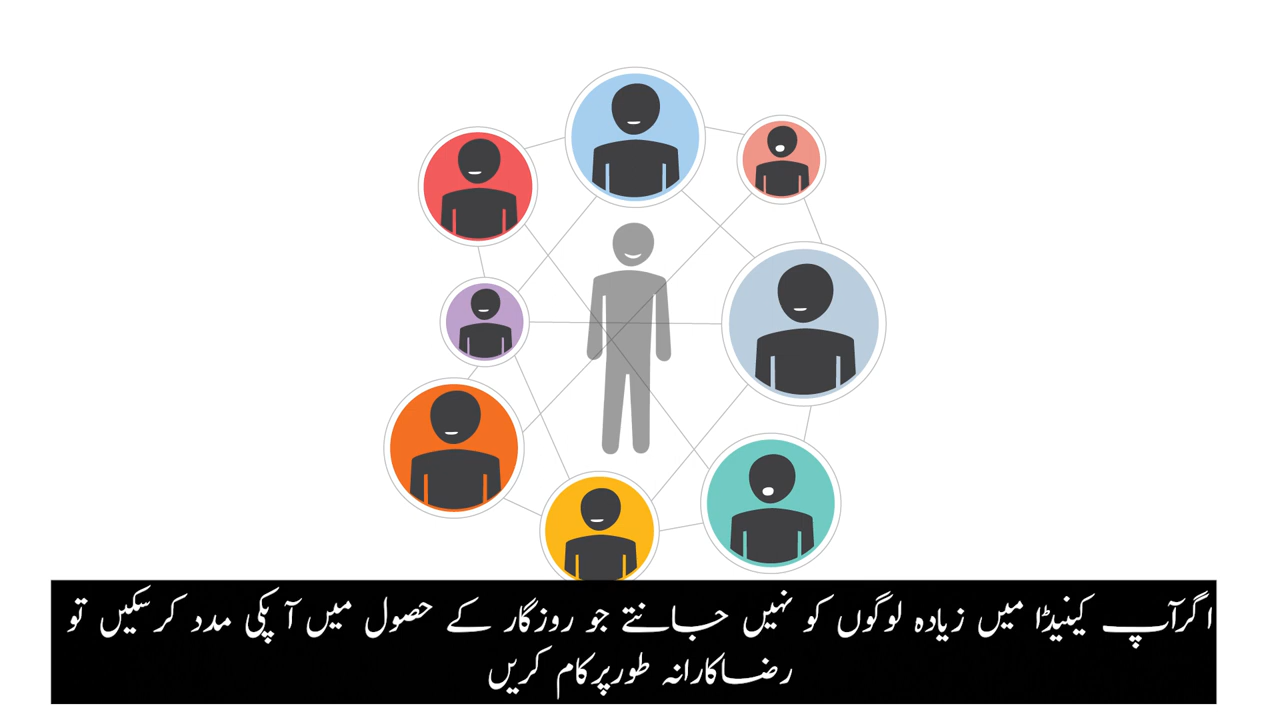 اگرآپ کینیڈا میں زیادہ لوگوں کو نہیں جانتے جو روزگار کے حصول میں آپکی مدد کرسکیں تو
رضاکارانہ طورپرکام کریں